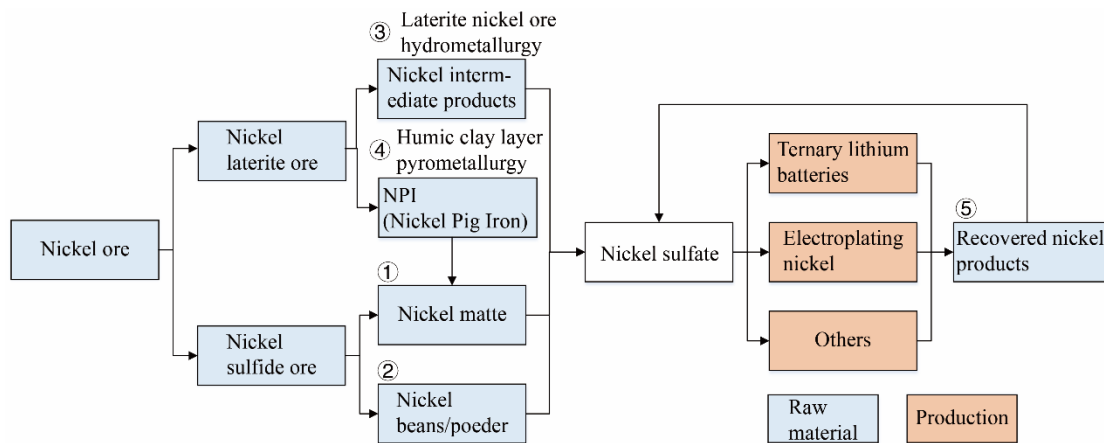 ③ Laterite nickel ore
hydrometallurgy
Nickel interm-
ediate products
④ Humic clay layer
pyrometallurgy
NPI
(Nickel Pig Iron)
Nickel
laterite ore
Nickel ore
Nickel
sulfide ore
①
Nickel matte
②
Nickel
beans/poeder
Nickel sulfate
Ternary lithium
batteries
Electroplating
nickel
Others
⑤
Recovered nickel
products
Raw
material
Production